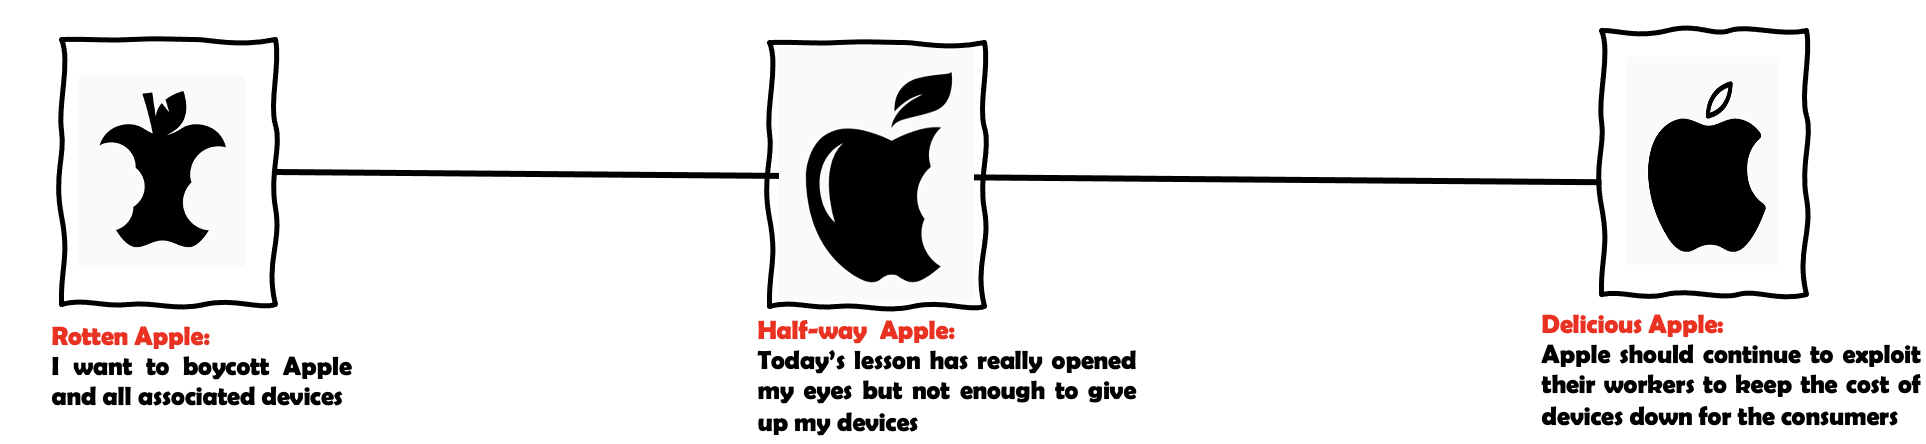 Rotten Apple:
I want to boycott Apple
and all associated devices
Half-way Apple:
Today's lesson has really opened
my eyes but not enough to give
up my devices
Delicious Apple:
Apple should continue to exploit
their workers to keep the cost of
devices down for the consumers